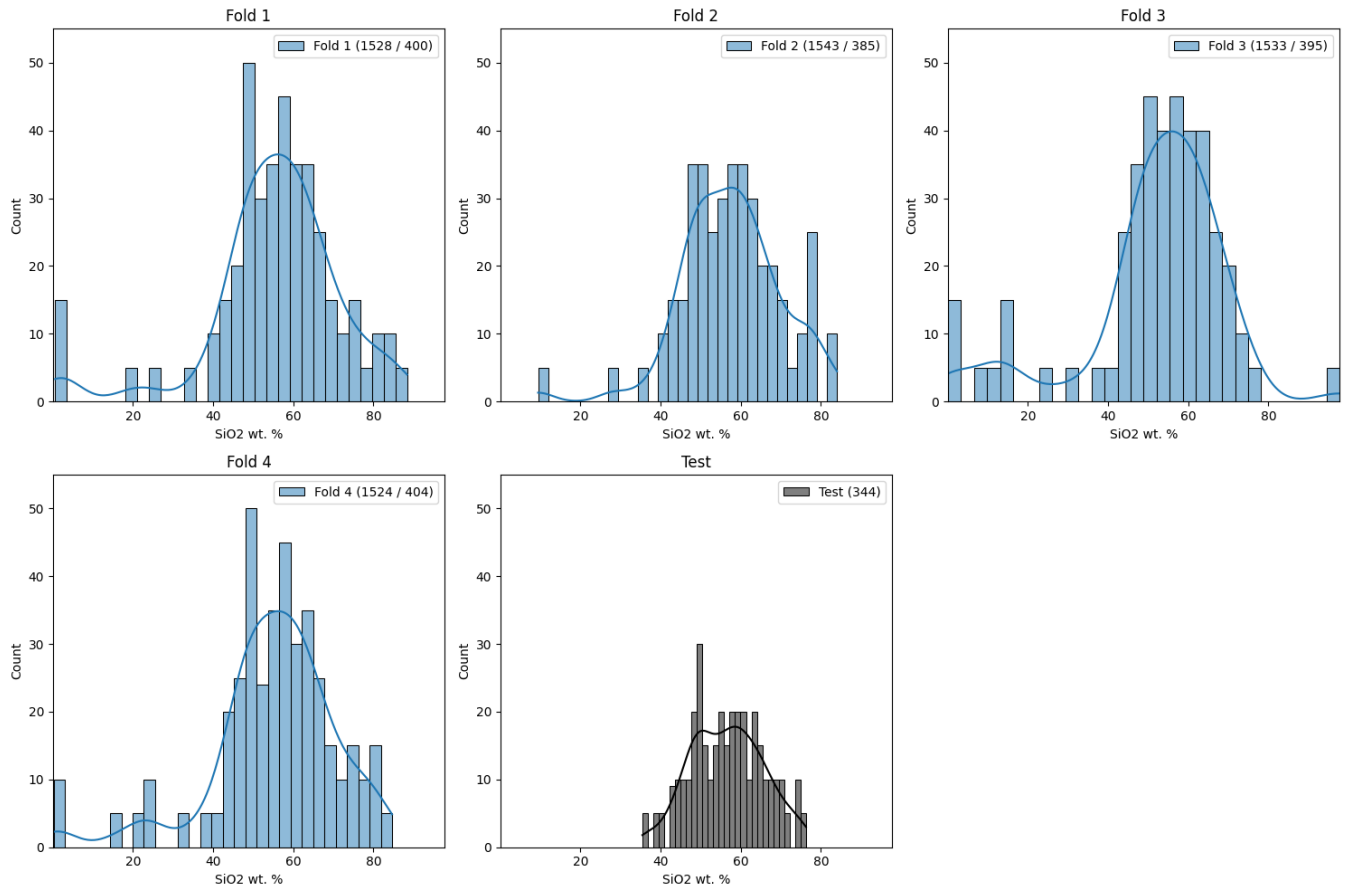 Fold 1
Fold 2
Fold 3
Fold 1 (1528 / 400)
Fold 2 (1543 / 385)
Fold 3 (1533 / 395)
Count
50
40
30
20
10
0
20
40
60
80
SiO2 wt. %
Count
50
40
30
20
10
0
20
40
60
80
SiO2 wt. %
Count
50
40
30
20
10
0
20
40
60
80
SiO2 wt. %
Fold 4
Test
Fold 4 (1524 / 404)
Test (344)
Count
50
40
30
20
10
0
20
40
60
80
SiO2 wt. %
Count
50
40
30
20
10
0
20
40
60
80
SiO2 wt. %